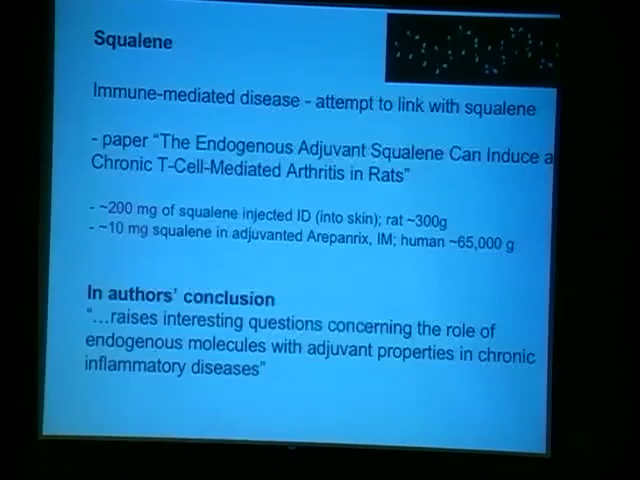 Squalene
Immune-mediated disease - attempt to link with squalene
- paper "The Endogenous Adjuvant Squalene Can Induce a
Chronic T-Cell-Mediated Arthritis in Rats"
- ~200 mg of squalene injected ID (into skin); rat ~300g
- ~10 mg squalene in adjuvanted Arepanrix, IM; human ~65,000 g
In authors' conclusion
"...raises interesting questions concerning the role of
endogenous molecules with adjuvant properties in chronic
inflammatory diseases"